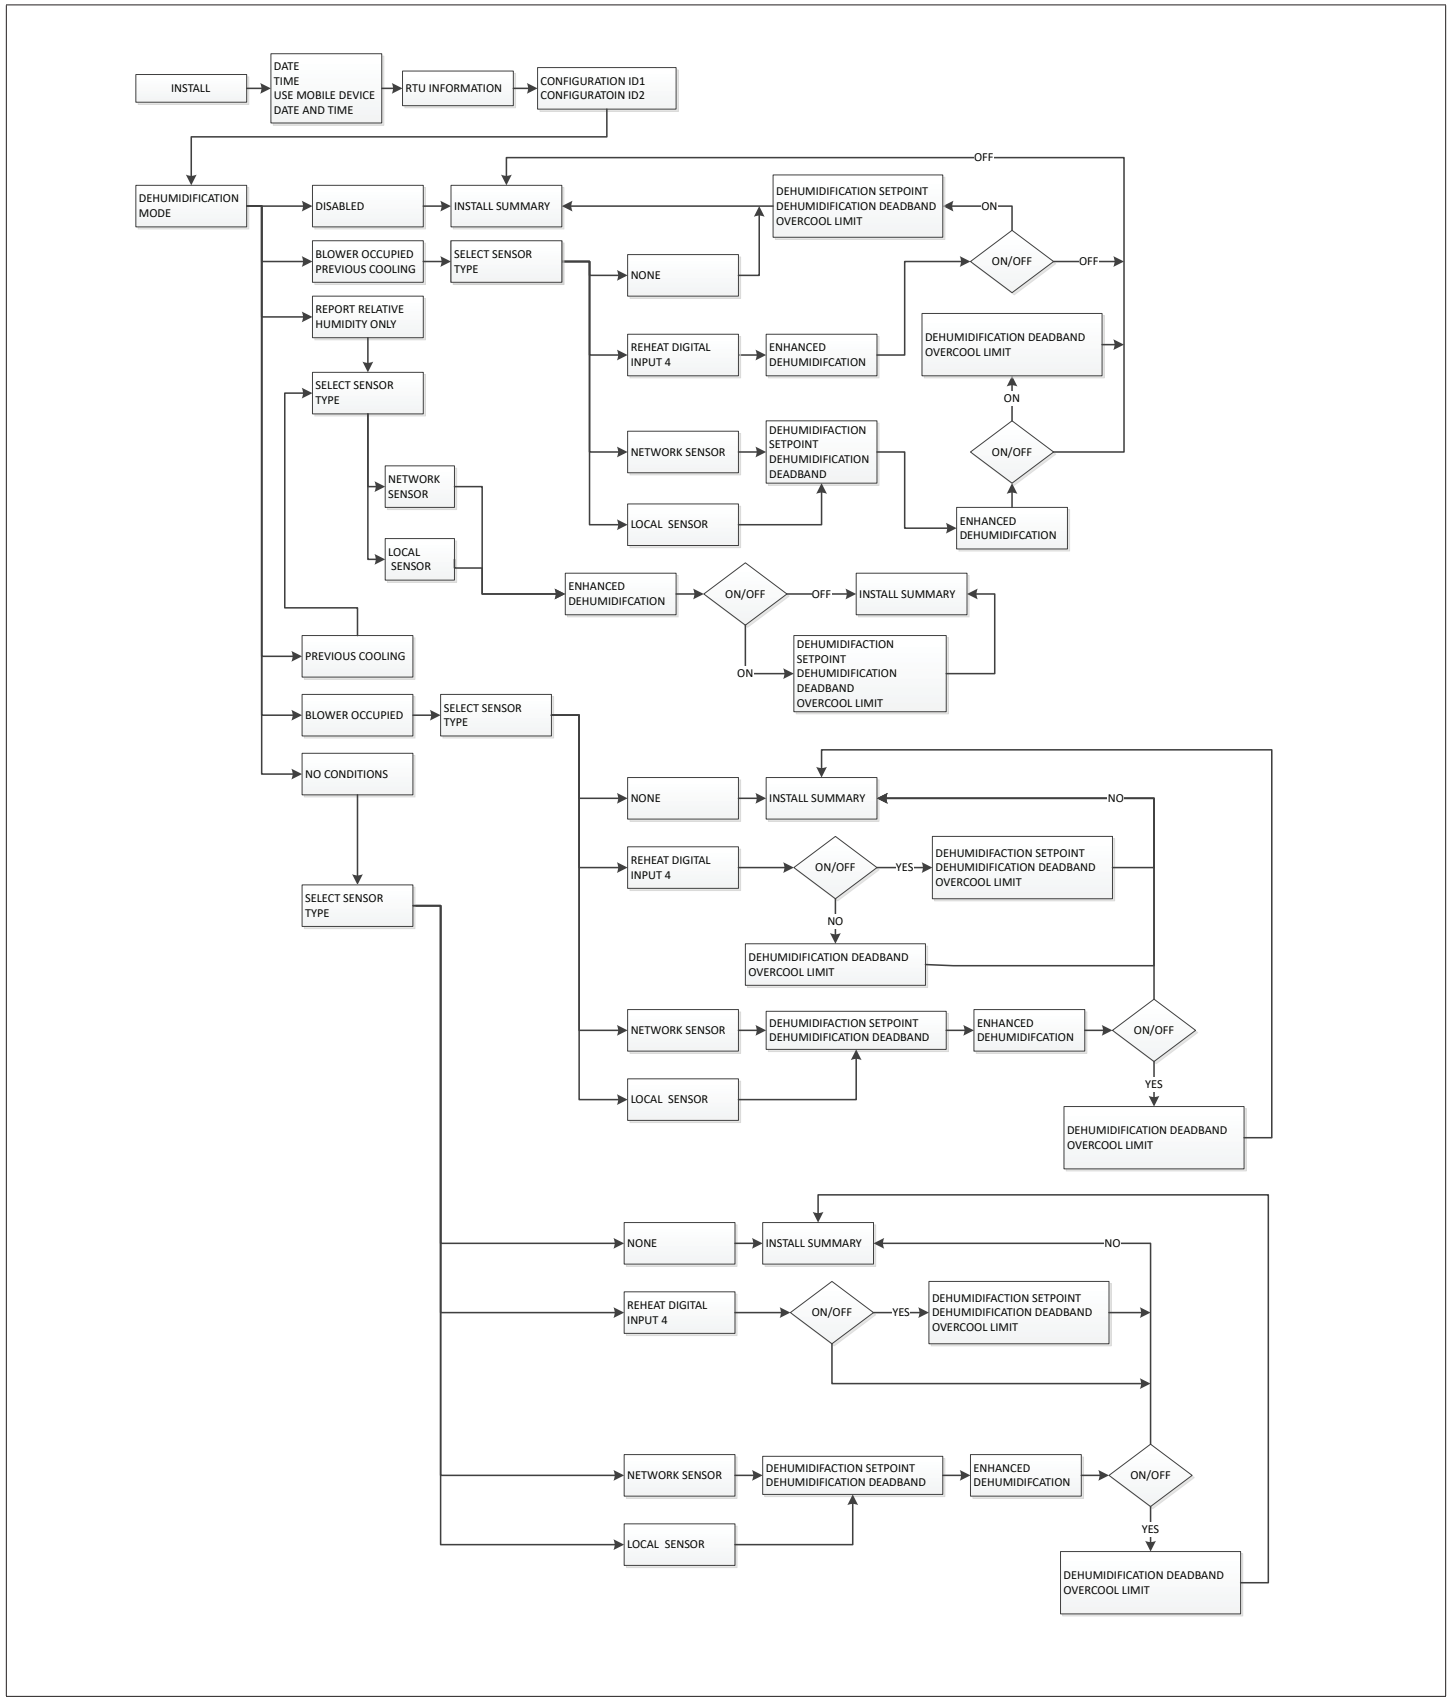 INSTALL
DATE
TIME
USE MOBILE DEVICE
DATE AND TIME
RTU INFORMATION
CONFIGURATION ID1
CONFIGURATOIN ID2
OFF
DEHUMIDIFICATION
MODE
DISABLED
INSTALL SUMMARY
DEHUMIDIFICATION SETPOINT
DEHUMIDIFICATION DEADBAND
OVERCOOL LIMIT
ON
BLOWER OCCUPIED
PREVIOUS COOLING
SELECT SENSOR
TYPE
NONE
ON/OFF
OFF
REPORT RELATIVE
HUMIDITY ONLY
REHEAT DIGITAL
INPUT 4
ENHANCED
DEHUMIDIFCATION
DEHUMIDIFICATION DEADBAND
OVERCOOL LIMIT
SELECT SENSOR
TYPE
ON
NETWORK SENSOR
DEHUMIDIFACTION
SETPOINT
DEHUMIDIFICATION
DEADBAND
ON/OFF
NETWORK
SENSOR
LOCAL  SENSOR
ENHANCED
DEHUMIDIFCATION
LOCAL
SENSOR
ENHANCED
DEHUMIDIFCATION
ON/OFF
OFF
INSTALL SUMMARY
PREVIOUS COOLING
ON
DEHUMIDIFACTION
SETPOINT
DEHUMIDIFICATION
DEADBAND
OVERCOOL LIMIT
BLOWER OCCUPIED
SELECT SENSOR
TYPE
NO CONDITIONS
NONE
INSTALL SUMMARY
NO
REHEAT DIGITAL
INPUT 4
ON/OFF
YES
DEHUMIDIFACTION SETPOINT
DEHUMIDIFICATION DEADBAND
OVERCOOL LIMIT
SELECT SENSOR
TYPE
NO
DEHUMIDIFICATION DEADBAND
OVERCOOL LIMIT
NETWORK SENSOR
DEHUMIDIFACTION SETPOINT
DEHUMIDIFICATION DEADBAND
ENHANCED
DEHUMIDIFCATION
ON/OFF
YES
LOCAL  SENSOR
DEHUMIDIFICATION DEADBAND
OVERCOOL LIMIT
NONE
INSTALL SUMMARY
NO
REHEAT DIGITAL
INPUT 4
ON/OFF
YES
DEHUMIDIFACTION SETPOINT
DEHUMIDIFICATION DEADBAND
OVERCOOL LIMIT
NETWORK SENSOR
DEHUMIDIFACTION SETPOINT
DEHUMIDIFICATION DEADBAND
ENHANCED
DEHUMIDIFCATION
ON/OFF
YES
LOCAL  SENSOR
DEHUMIDIFICATION DEADBAND
OVERCOOL LIMIT